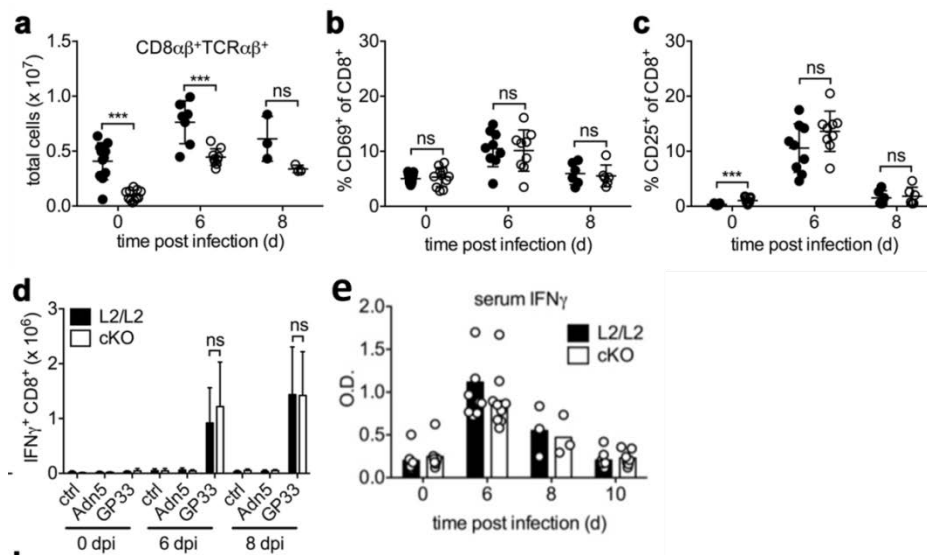 a
CD8αβ⁺TCRαβ⁺
total cells (x 10⁷)
1.5
1.0
0.5
0.0
***
***
ns
0 6 8
time post infection (d)
b
% CD69⁺ of CD8⁺
30
20
10
0
ns
ns
ns
0 6 8
time post infection (d)
c
% CD25⁺ of CD8⁺
30
20
10
0
***
ns
ns
0 6 8
time post infection (d)
d
IFNγ⁺ CD8⁺ (x 10⁶)
3
2
1
0
L2/L2
cKO
ns
ns
ctrl Adn5 GP33 ctrl Adn5 GP33 ctrl Adn5 GP33
0 dpi 6 dpi 8 dpi
e
serum IFNγ
O.D.
2.0
1.5
1.0
0.5
0.0
L2/L2
cKO
0 6 8 10
time post infection (d)